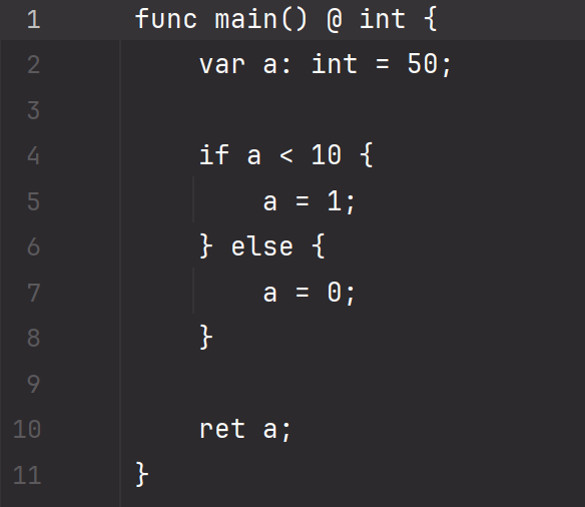 1 func main() @ int {
2     var a: int = 50;
3
4     if a < 10 {
5         a = 1;
6     } else {
7         a = 0;
8     }
9
10     ret a;
11 }